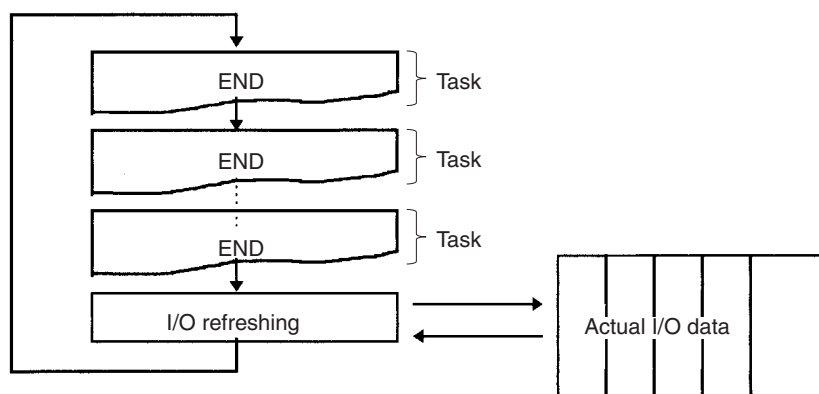 END
Task
END
Task
END
Task
I/O refreshing
Actual I/O data